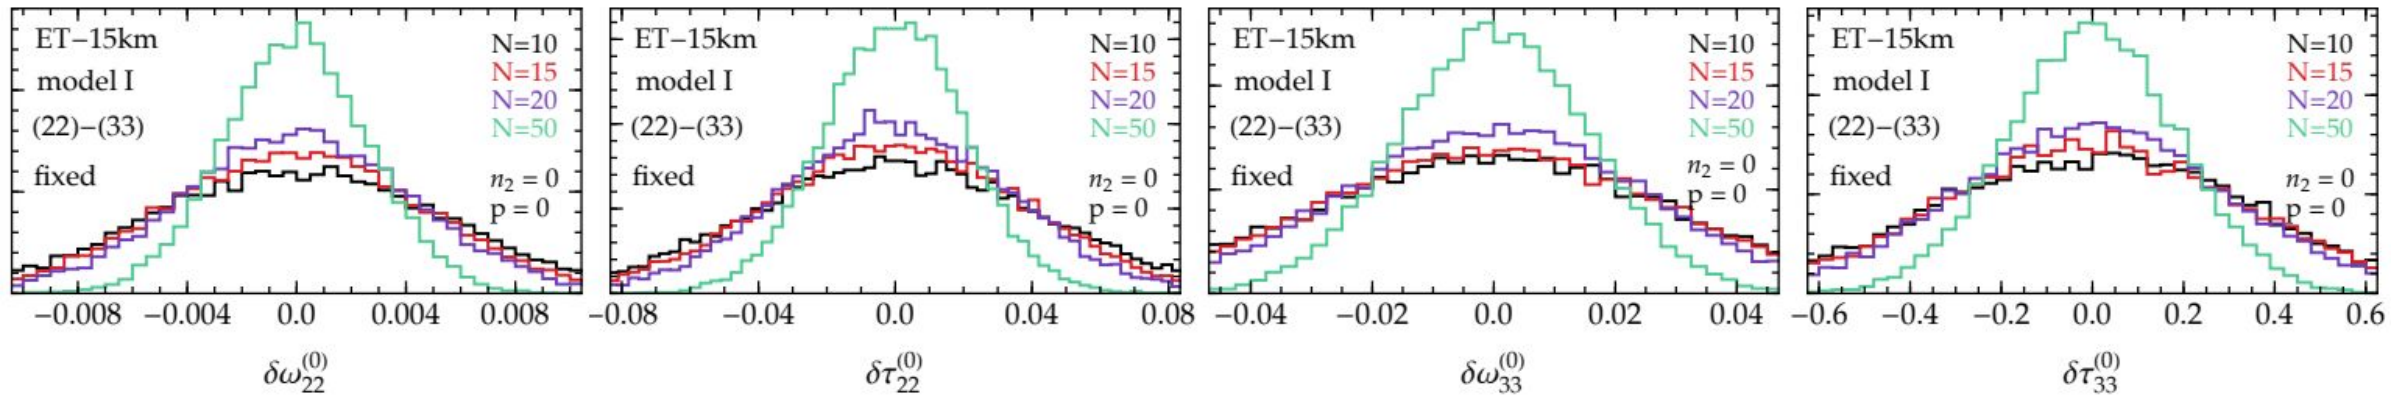 ET−15km
model I
(22)−(33)
fixed
N=10
N=15
N=20
N=50
n₂ = 0
p = 0
−0.008 −0.004 0.0 0.004 0.008
δω₂₂⁽⁰⁾
ET−15km
model I
(22)−(33)
fixed
N=10
N=15
N=20
N=50
n₂ = 0
p = 0
−0.08 −0.04 0.0 0.04 0.08
δτ₂₂⁽⁰⁾
ET−15km
model I
(22)−(33)
fixed
N=10
N=15
N=20
N=50
n₂ = 0
p = 0
−0.04 −0.02 0.0 0.02 0.04
δω₃₃⁽⁰⁾
ET−15km
model I
(22)−(33)
fixed
N=10
N=15
N=20
N=50
n₂ = 0
p = 0
−0.6 −0.4 −0.2 0.0 0.2 0.4 0.6
δτ₃₃⁽⁰⁾